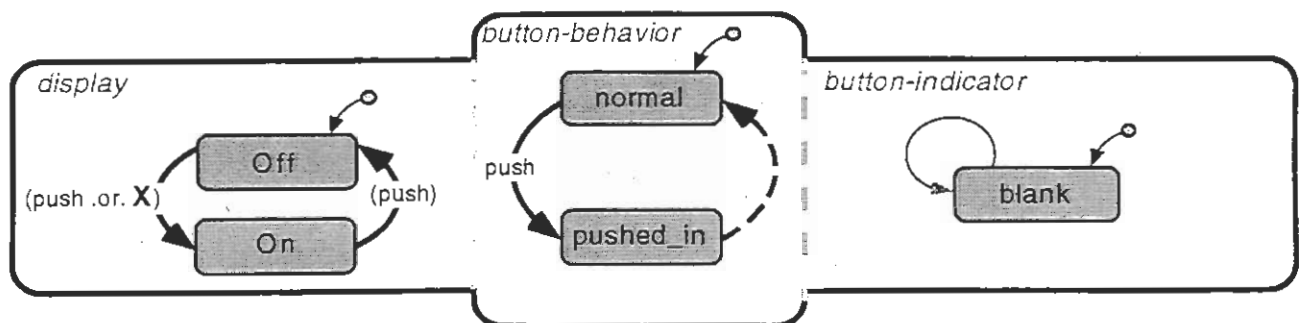 display
Off
(push .or. X)
(push)
On
button-behavior
normal
push
pushed_in
button-indicator
blank